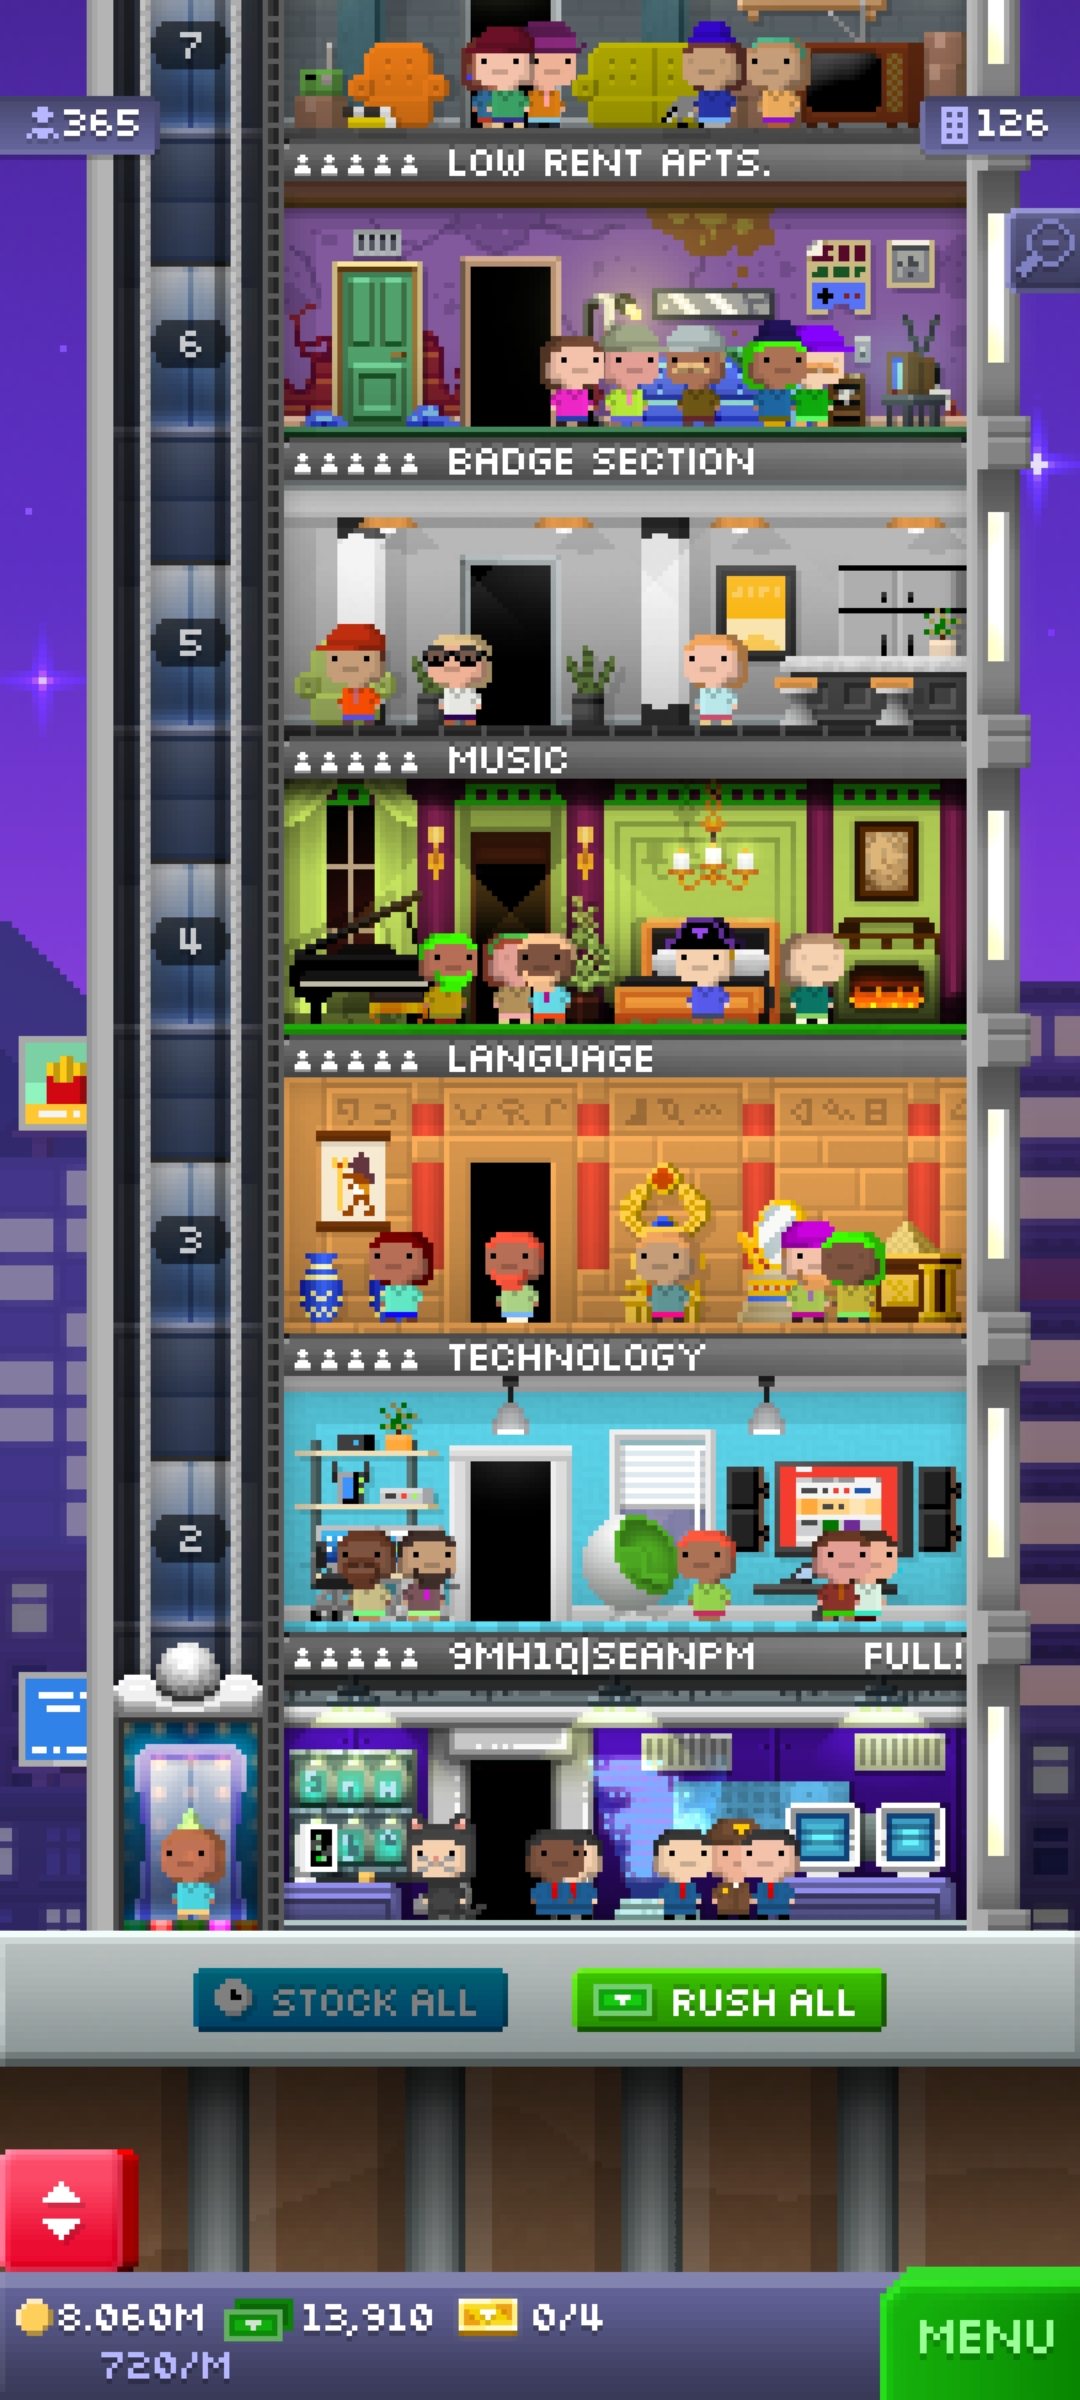 7
365
126
LOW RENT APTS.
6
BADGE SECTION
5
MUSIC
4
LANGUAGE
3
TECHNOLOGY
2
9MH1Q|SEANPM FULL!
STOCK ALL
RUSH ALL
8.060M 13,910 0/4
720/M
MENU